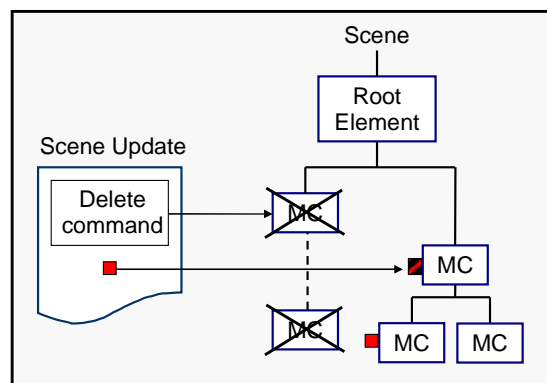 Scene
Root
Element
Scene Update
Delete
command
MC
MC
MC
MC
MC